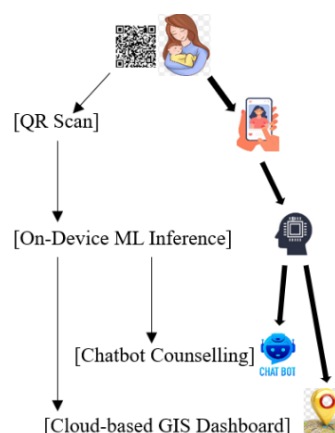 [QR Scan]
[On-Device ML Inference]
[Chatbot Counselling]
CHAT BOT
[Cloud-based GIS Dashboard]